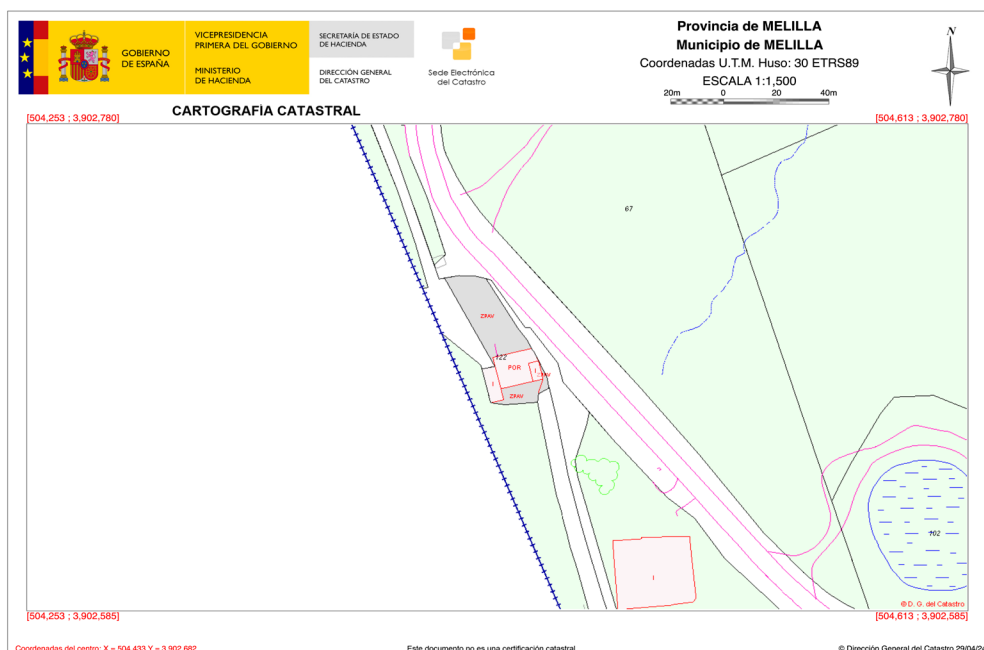 GOBIERNO
DE ESPAÑA
VICEPRESIDENCIA
PRIMERA DEL GOBIERNO
MINISTERIO
DE HACIENDA
SECRETARÍA DE ESTADO
DE HACIENDA
DIRECCIÓN GENERAL
DEL CATASTRO
Sede Electrónica
del Catastro
Provincia de MELILLA
Municipio de MELILLA
Coordenadas U.T.M. Huso: 30 ETRS89
ESCALA 1:1,500
20m 0 20 40m
N
CARTOGRAFÍA CATASTRAL
[504,253 ; 3,902,780]
[504,613 ; 3,902,780]
67
ZPAV
122
POR
I
I
ZPAV
I
102
© D. G. del Catastro
[504,253 ; 3,902,585]
[504,613 ; 3,902,585]
Coordenadas del centro: X = 504,433 Y = 3,902,682
Este documento no es una certificación catastral
© Dirección General del Catastro 29/04/24